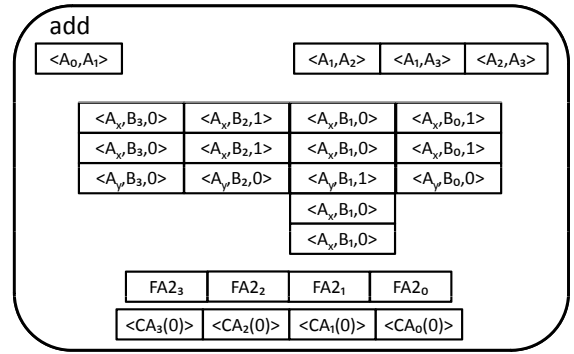 add
<A₀,A₁> <A₁,A₂> <A₁,A₃> <A₂,A₃>
<Aₓ,B₃,0> <Aₓ,B₂,1> <Aₓ,B₁,0> <Aₓ,B₀,1>
<Aₓ,B₃,0> <Aₓ,B₂,1> <Aₓ,B₁,0> <Aₓ,B₀,1>
<Aᵧ,B₃,0> <Aᵧ,B₂,0> <Aᵧ,B₁,1> <Aᵧ,B₀,0>
<Aₓ,B₁,0>
<Aₓ,B₁,0>
FA2₃ FA2₂ FA2₁ FA2₀
<CA₃(0)> <CA₂(0)> <CA₁(0)> <CA₀(0)>